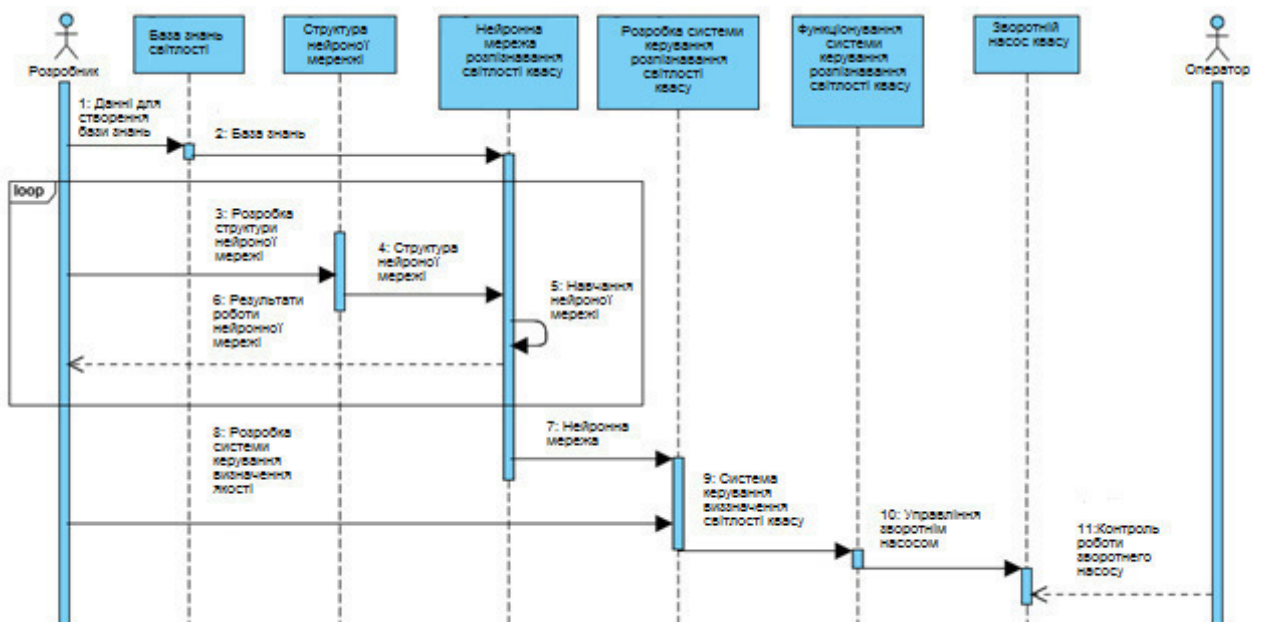 Розробник
База знань
світлості
Структура
нейроної
мережні
Нейронна
мережа
розпізнавання
світлості квасу
Розробка системи
керування
розпізнавання
світлості
квасу
Функціонування
системи
керування
розпізнавання
світлості квасу
Зворотній
насос квасу
Оператор
1: Данні для
створення
бази знань
2: База знань
loop
3: Розробка
структури
нейроної
мережі
4: Структура
нейроної
мережі
5: Навчання
нейроної
мережі
6: Результати
роботи
нейронної
мережі
7: Нейронна
мережа
8: Розробка
системи
керування
визначення
якості
9: Система
керування
виззначення
світлості квасу
10: Управління
зворотнім
насосом
11:Контроль
роботи
зворотнего
насосу